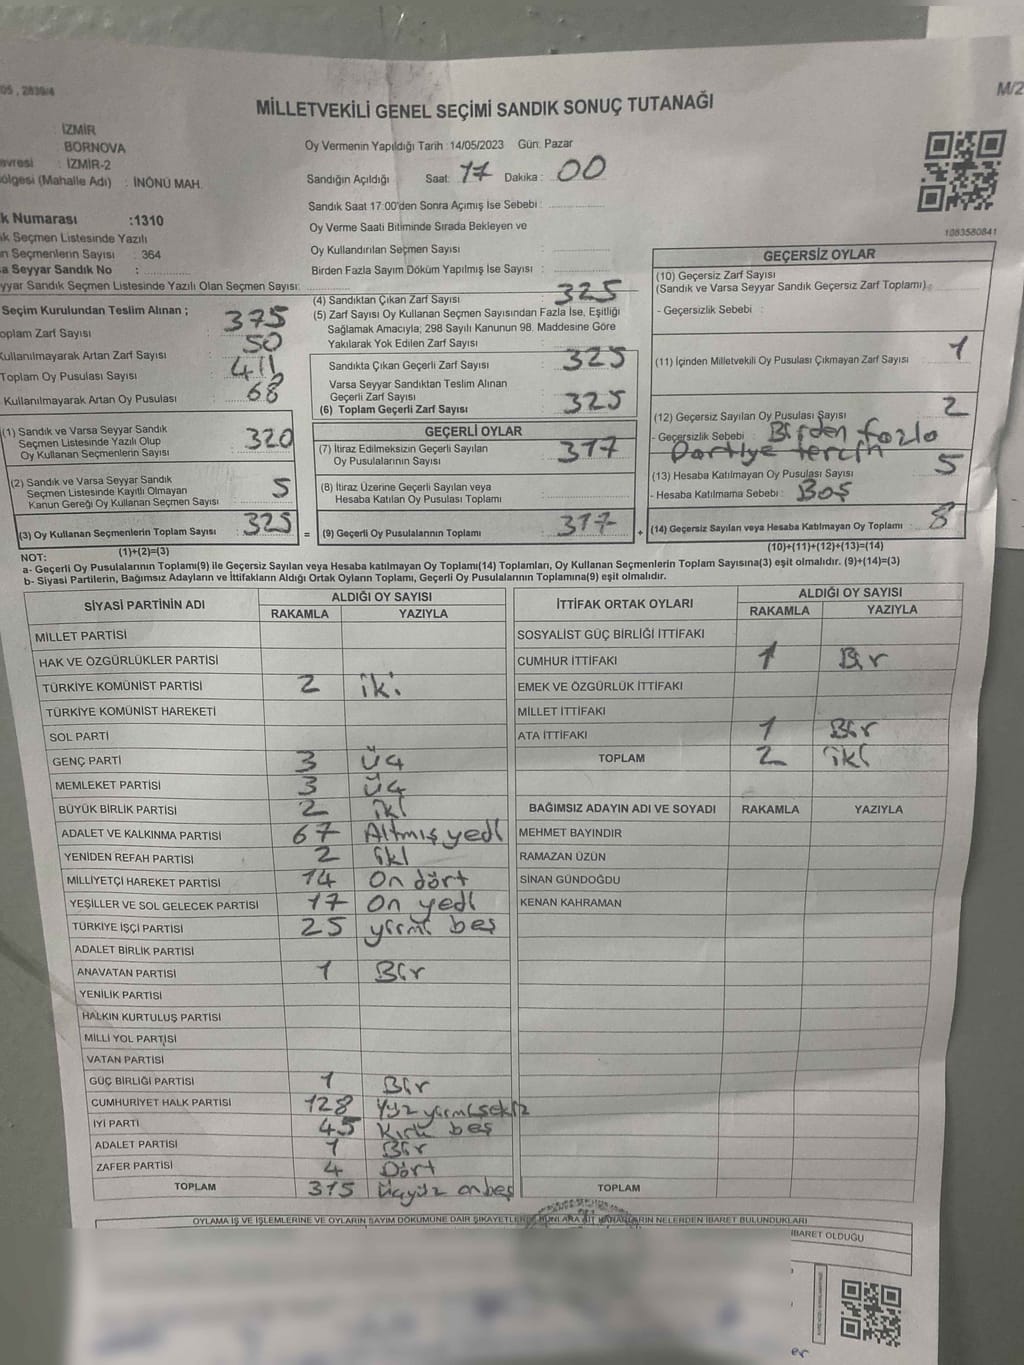 05 , 2839/4
M/2
MİLLETVEKİLİ GENEL SEÇİMİ SANDIK SONUÇ TUTANAĞI
İZMİR
BORNOVA
evresi : İZMİR-2
ölgesi (Mahalle Adı) : İNÖNÜ MAH.
k Numarası :1310
ık Seçmen Listesinde Yazılı
n Seçmenlerin Sayısı : 364
a Seyyar Sandık No :
yyar Sandık Seçmen Listesinde Yazılı Olan Seçmen Sayısı:
Oy Vermenin Yapıldığı Tarih :14/05/2023 Gün: Pazar
Sandığın Açıldığı Saat: 17 Dakika : 00
Sandık Saat 17:00'den Sonra Açımış İse Sebebi :
Oy Verme Saati Bitiminde Sırada Bekleyen ve
Oy Kullandırılan Seçmen Sayısı :
Birden Fazla Sayım Döküm Yapılmış İse Sayısı :
1083580841
Seçim Kurulundan Teslim Alınan ;
oplam Zarf Sayısı : 375
Kullanılmayarak Artan Zarf Sayısı : 50
Toplam Oy Pusulası Sayısı : 411
Kullanılmayarak Artan Oy Pusulası : 68
(1) Sandık ve Varsa Seyyar Sandık
Seçmen Listesinde Yazılı Olup
Oy Kullanan Seçmenlerin Sayısı : 320
(2) Sandık ve Varsa Seyyar Sandık
Seçmen Listesinde Kayıtlı Olmayan
Kanun Gereği Oy Kullanan Seçmen Sayısı : 5
(3) Oy Kullanan Seçmenlerin Toplam Sayısı : 325
(1)+(2)=(3)
(4) Sandıktan Çıkan Zarf Sayısı : 325
(5) Zarf Sayısı Oy Kullanan Seçmen Sayısından Fazla İse, Eşitliği
Sağlamak Amacıyla; 298 Sayılı Kanunun 98. Maddesine Göre
Yakılarak Yok Edilen Zarf Sayısı :
Sandıkta Çıkan Geçerli Zarf Sayısı : 325
Varsa Seyyar Sandıktan Teslim Alınan
Geçerli Zarf Sayısı :
(6) Toplam Geçerli Zarf Sayısı : 325
GEÇERLİ OYLAR
(7) İtiraz Edilmeksizin Geçerli Sayılan
Oy Pusulalarının Sayısı : 317
(8) İtiraz Üzerine Geçerli Sayılan veya
Hesaba Katılan Oy Pusulası Toplamı :
= (9) Geçerli Oy Pusulalarının Toplamı : 317
GEÇERSİZ OYLAR
(10) Geçersiz Zarf Sayısı
(Sandık ve Varsa Seyyar Sandık Geçersiz Zarf Toplamı):
- Geçersizlik Sebebi :
(11) İçinden Milletvekili Oy Pusulası Çıkmayan Zarf Sayısı : 1
(12) Geçersiz Sayılan Oy Pusulası Sayısı : 2
- Geçersizlik Sebebi : Birden fazla
Partiye tercih
(13) Hesaba Katılmayan Oy Pusulası Sayısı : 5
- Hesaba Katılmama Sebebi : Boş
+ (14) Geçersiz Sayılan veya Hesaba Katılmayan Oy Toplamı : 8
(10)+(11)+(12)+(13)=(14)
NOT:
a- Geçerli Oy Pusulalarının Toplamı(9) ile Geçersiz Sayılan veya Hesaba katılmayan Oy Toplamı(14) Toplamları, Oy Kullanan Seçmenlerin Toplam Sayısına(3) eşit olmalıdır. (9)+(14)=(3)
b- Siyasi Partilerin, Bağımsız Adayların ve İttifakların Aldığı Ortak Oyların Toplamı, Geçerli Oy Pusulalarının Toplamına(9) eşit olmalıdır.
SİYASİ PARTİNİN ADI ALDIĞI OY SAYISI
RAKAMLA YAZIYLA
MİLLET PARTİSİ
HAK VE ÖZGÜRLÜKLER PARTİSİ
TÜRKİYE KOMÜNİST PARTİSİ 2 iki
TÜRKİYE KOMÜNİST HAREKETİ
SOL PARTİ
GENÇ PARTİ 3 üç
MEMLEKET PARTİSİ 3 üç
BÜYÜK BİRLİK PARTİSİ 2 iki
ADALET VE KALKINMA PARTİSİ 67 Altmış yedi
YENİDEN REFAH PARTİSİ 2 iki
MİLLİYETÇİ HAREKET PARTİSİ 14 On dört
YEŞİLLER VE SOL GELECEK PARTİSİ 17 On yedi
TÜRKİYE İŞÇİ PARTİSİ 25 yirmi beş
ADALET BİRLİK PARTİSİ
ANAVATAN PARTİSİ 1 Bir
YENİLİK PARTİSİ
HALKIN KURTULUŞ PARTİSİ
MİLLİ YOL PARTİSİ
VATAN PARTİSİ
GÜÇ BİRLİĞİ PARTİSİ 1 Bir
CUMHURİYET HALK PARTİSİ 128 Yüz yirmi sekiz
İYİ PARTİ 45 Kırk beş
ADALET PARTİSİ 1 Bir
ZAFER PARTİSİ 4 Dört
TOPLAM 315 Üçyüz onbeş
İTTİFAK ORTAK OYLARI ALDIĞI OY SAYISI
RAKAMLA YAZIYLA
SOSYALİST GÜÇ BİRLİĞİ İTTİFAKI
CUMHUR İTTİFAKI 1 Bir
EMEK VE ÖZGÜRLÜK İTTİFAKI
MİLLET İTTİFAKI
ATA İTTİFAKI 1 Bir
TOPLAM 2 iki
BAĞIMSIZ ADAYIN ADI VE SOYADI RAKAMLA YAZIYLA
MEHMET BAYINDIR
RAMAZAN ÜZÜN
SİNAN GÜNDOĞDU
KENAN KAHRAMAN
TOPLAM
OYLAMA İŞ VE İŞLEMLERİNE VE OYLARIN SAYIM DÖKÜMÜNE DAİR ŞİKAYETLERLE BUNLARA AİT KARARLARIN NELERDEN İBARET BULUNDUKLARI
İBARET OLDUĞU
er